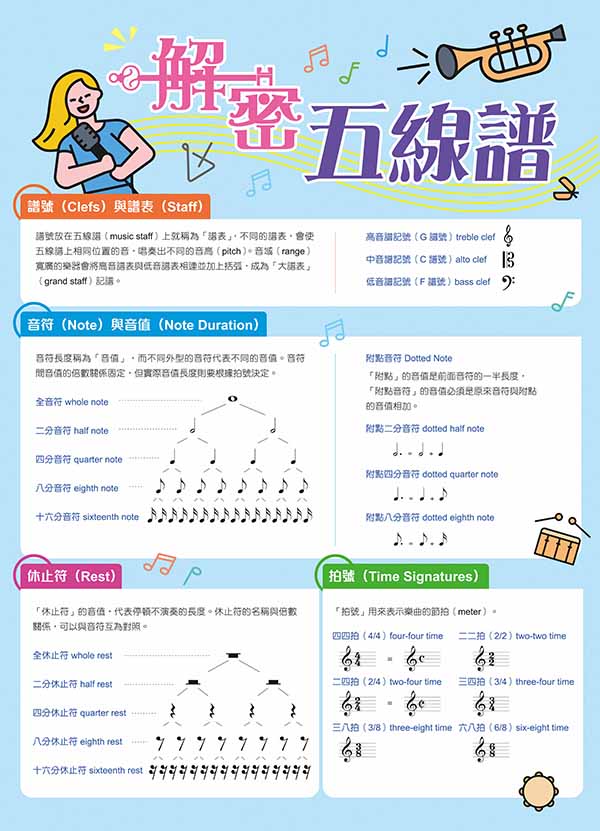 解密
五線譜
譜號（Clefs）與譜表（Staff）
譜號放在五線譜（music staff）上就稱為「譜表」，不同的譜表，會使
五線譜上相同位置的音，唱奏出不同的音高（pitch）。音域（range）
寬廣的樂器會將高音譜表與低音譜表相連並加上括弧，成為「大譜表」
（grand staff）記譜。
高音譜記號（G 譜號）treble clef
中音譜記號（C 譜號）alto clef
低音譜記號（F 譜號）bass clef
音符（Note）與音值（Note Duration）
音符長度稱為「音值」，而不同外型的音符代表不同的音值。音符
間音值的倍數關係固定，但實際音值長度則要根據拍號決定。
全音符 whole note
二分音符 half note
四分音符 quarter note
八分音符 eighth note
十六分音符 sixteenth note
附點音符 Dotted Note
「附點」的音值是前面音符的一半長度，
「附點音符」的音值必須是原來音符與附點
的音值相加。
附點二分音符 dotted half note
附點四分音符 dotted quarter note
附點八分音符 dotted eighth note
休止符（Rest）
「休止符」的音值，代表停頓不演奏的長度。休止符的名稱與倍數
關係，可以與音符互為對照。
全休止符 whole rest
二分休止符 half rest
四分休止符 quarter rest
八分休止符 eighth rest
十六分休止符 sixteenth rest
拍號（Time Signatures）
「拍號」用來表示樂曲的節拍（meter）。
四四拍（4/4）four-four time
二二拍（2/2）two-two time
二四拍（2/4）two-four time
三四拍（3/4）three-four time
三八拍（3/8）three-eight time
六八拍（6/8）six-eight time